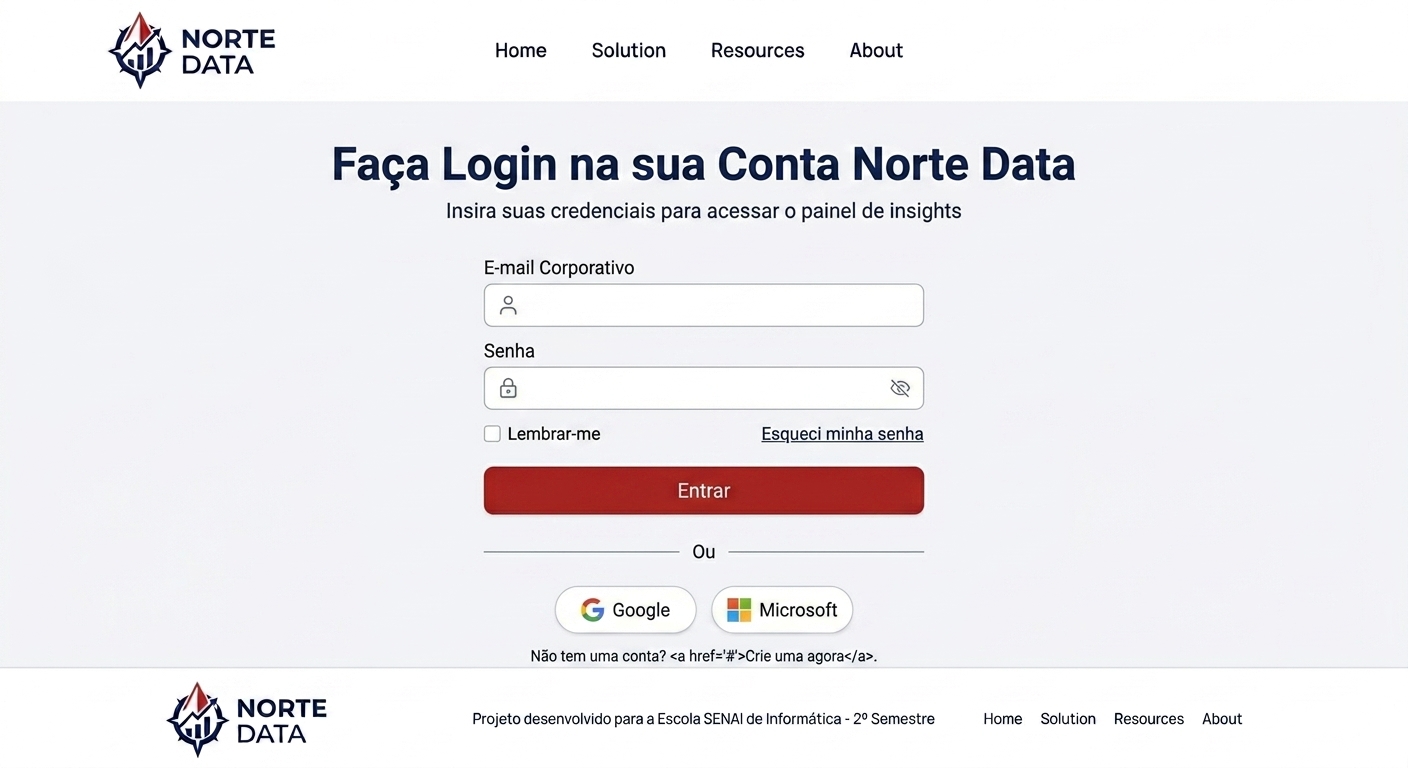 NORTE
DATA
Home Solution Resources About
Faça Login na sua Conta Norte Data
Insira suas credenciais para acessar o painel de insights
E-mail Corporativo
Senha
Lembrar-me Esqueci minha senha
Entrar
Ou
Google Microsoft
Não tem uma conta? <a href='#'>Crie uma agora</a>.
NORTE
DATA
Projeto desenvolvido para a Escola SENAI de Informática - 2º Semestre
Home Solution Resources About